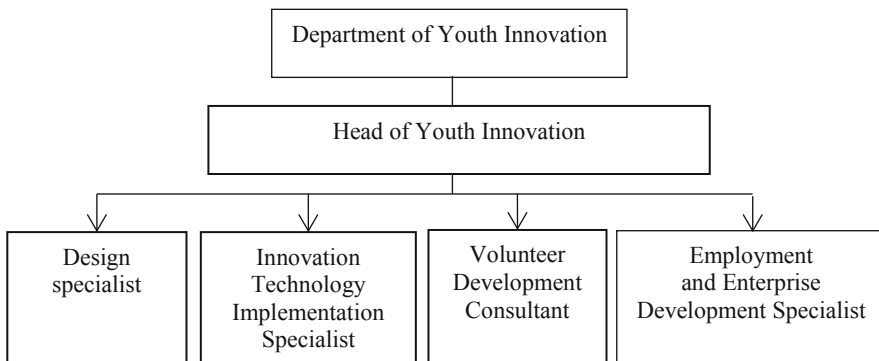 Department of Youth Innovation
Head of Youth Innovation
Design
specialist
Innovation
Technology
Implementation
Specialist
Volunteer
Development
Consultant
Employment
and Enterprise
Development Specialist